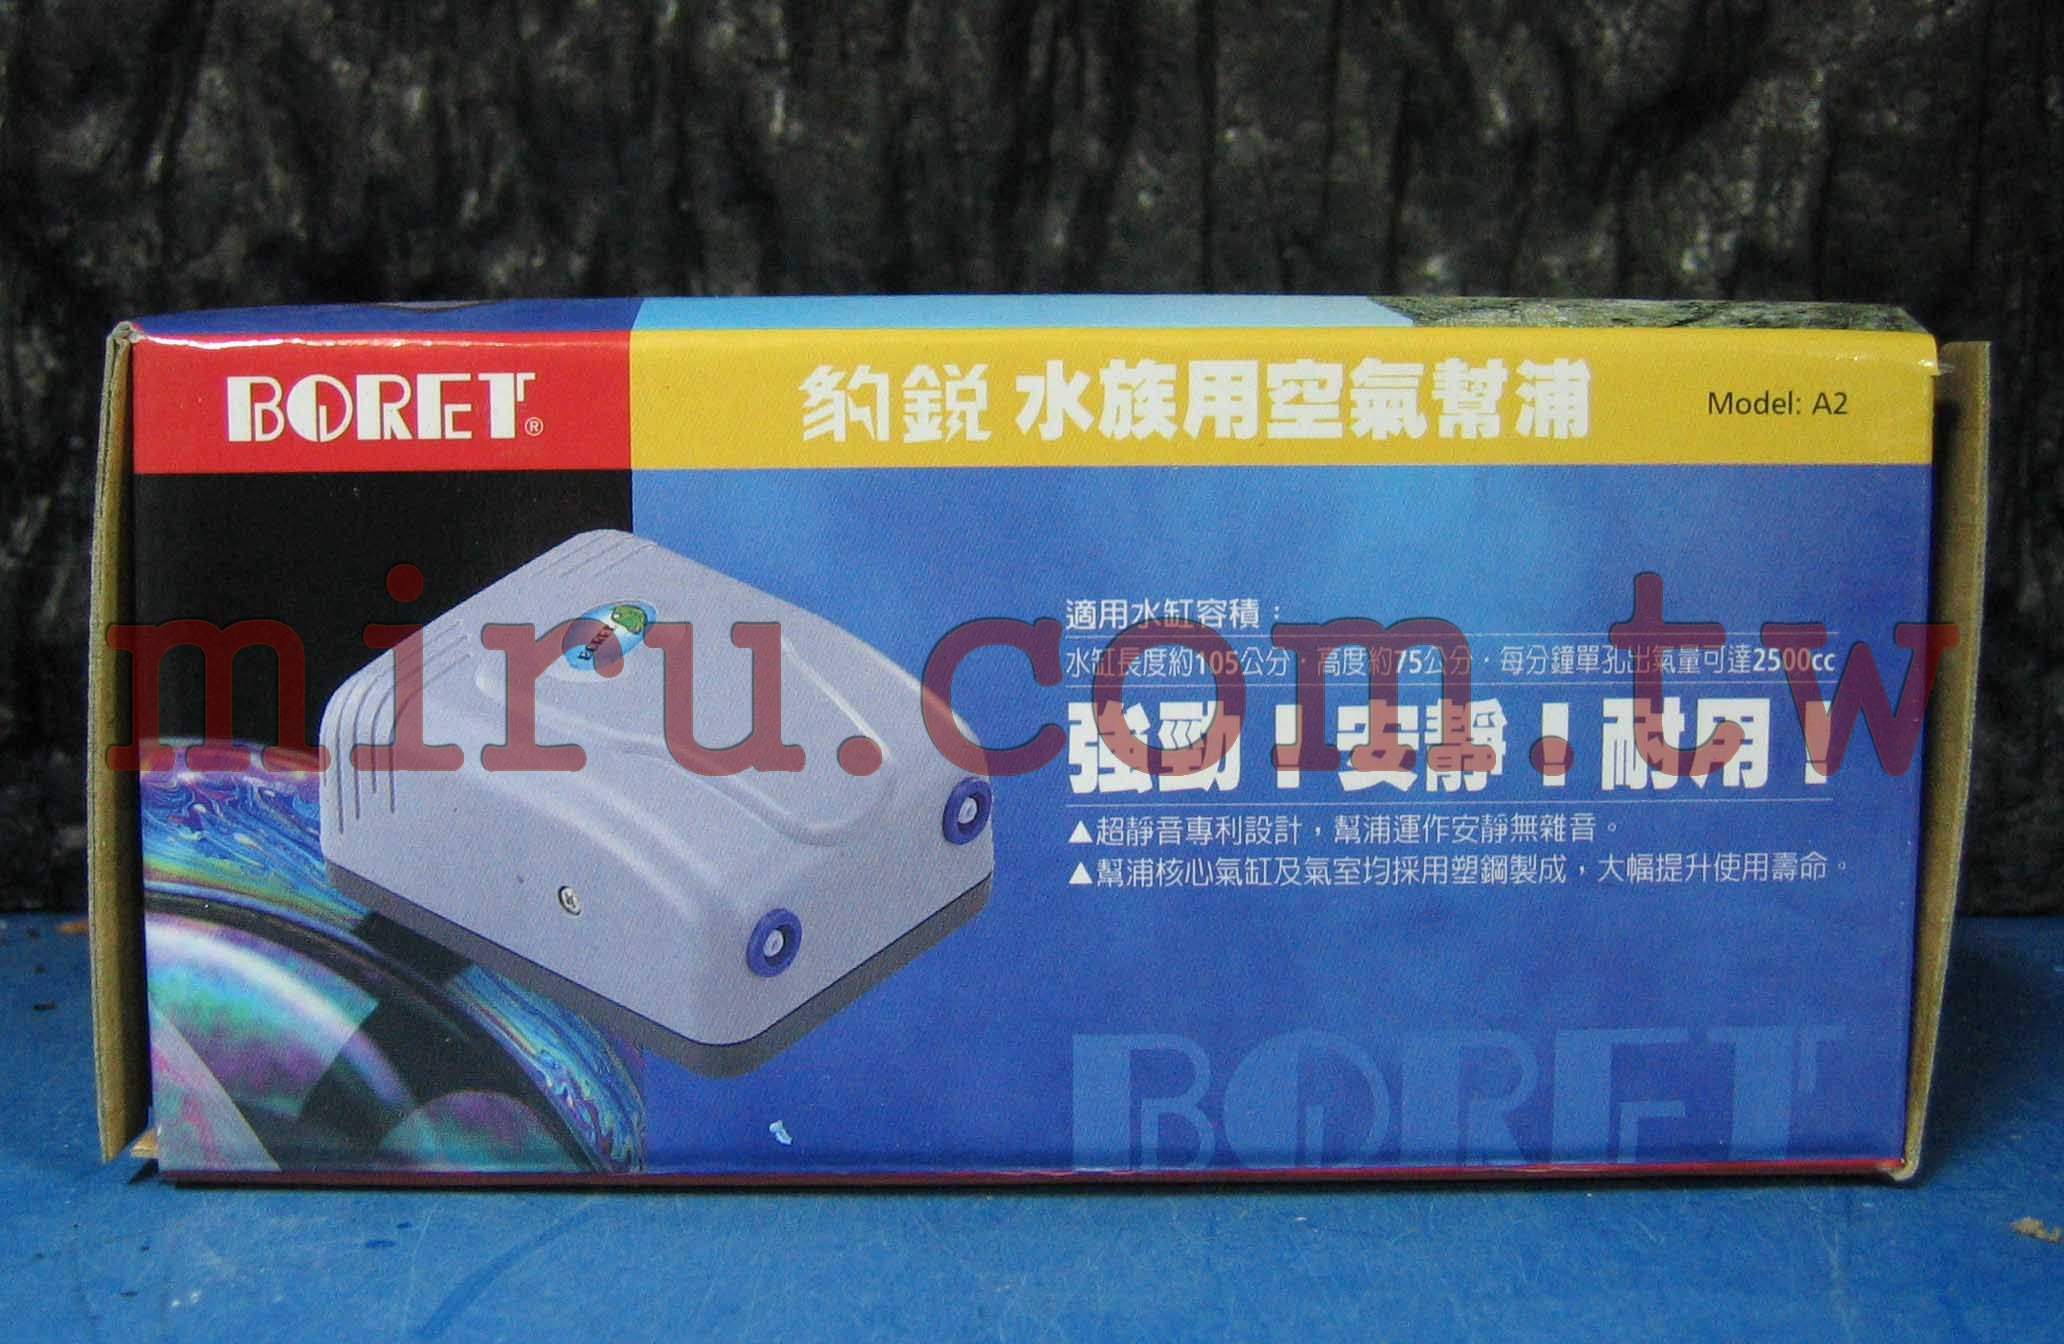 BORET®
豹銳 水族用空氣幫浦
Model: A2
BORET
適用水缸容積：
水缸長度約105公分．高度約75公分．每分鐘單孔出氣量可達2500cc
強勁！安靜！耐用！
▲超靜音專利設計，幫浦運作安靜無雜音。
▲幫浦核心氣缸及氣室均採用塑鋼製成，大幅提升使用壽命。
BORET
miru.com.tw